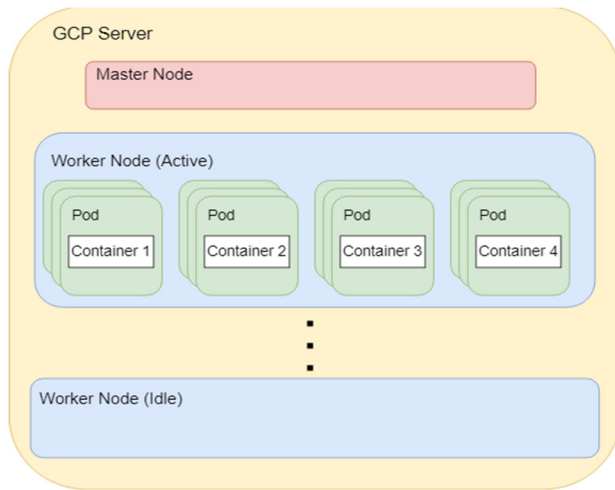 GCP Server
Master Node
Worker Node (Active)
Pod
Container 1
Pod
Container 2
Pod
Container 3
Pod
Container 4
Worker Node (Idle)